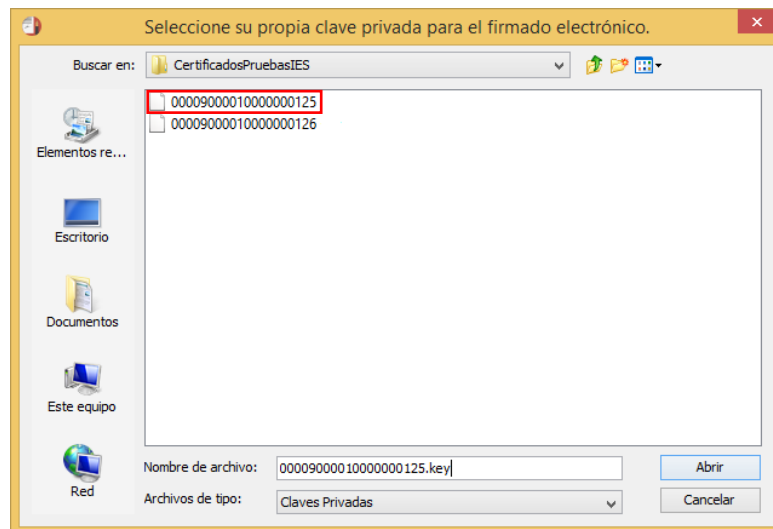 Seleccione su propia clave privada para el firmado electrónico.
Buscar en:
CertificadosPruebasIES
00009000010000000125
00009000010000000126
Elementos re...
Escritorio
Documentos
Este equipo
Red
Nombre de archivo:
00009000010000000125.key
Abrir
Archivos de tipo:
Claves Privadas
Cancelar